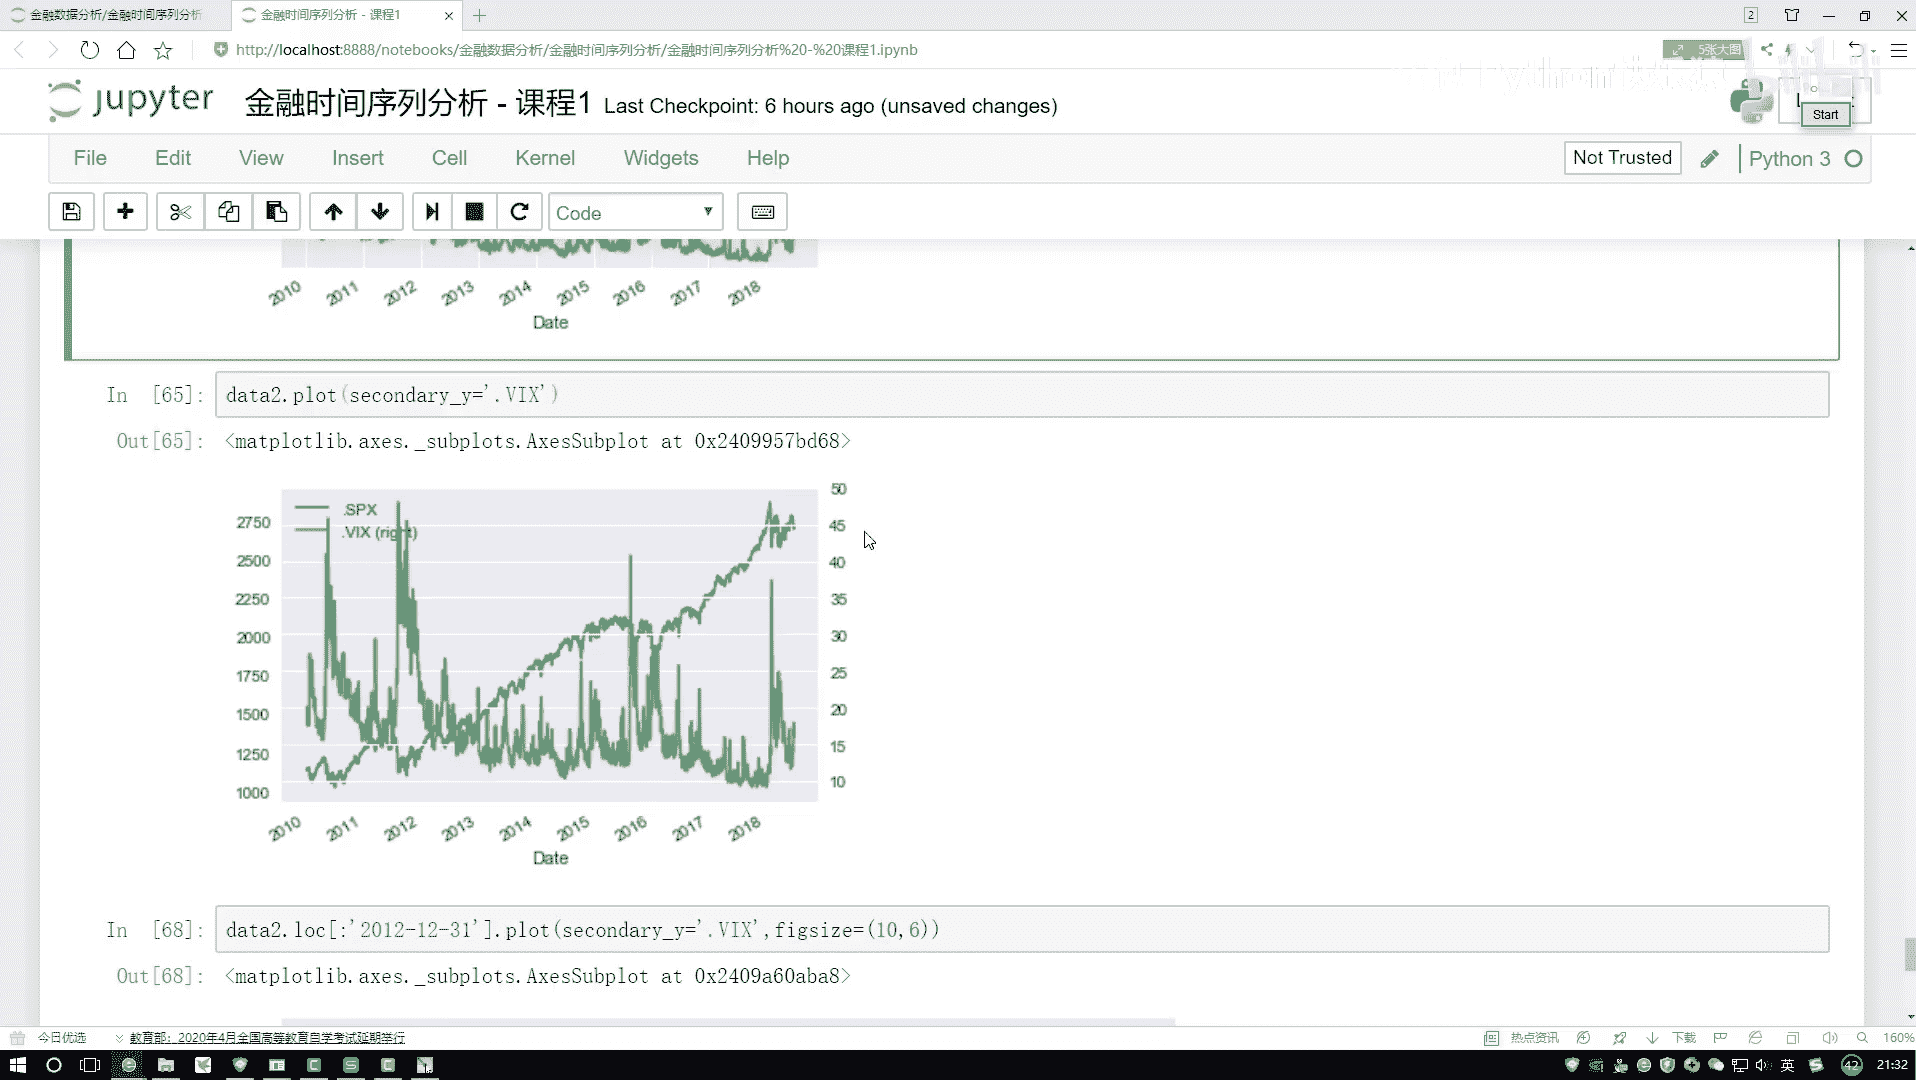 金融数据分析/金融时间序列分析
金融时间序列分析 - 课程1
2
http://localhost:8888/notebooks/金融数据分析/金融时间序列分析/金融时间序列分析%20-%20课程1.ipynb
5张大图
jupyter
金融时间序列分析 - 课程1 Last Checkpoint: 6 hours ago (unsaved changes)
Start
File Edit View Insert Cell Kernel Widgets Help
Not Trusted
Python 3
Code
2010 2011 2012 2013 2014 2015 2016 2017 2018
Date
In [65]: data2.plot(secondary_y='.VIX')
Out[65]: <matplotlib.axes._subplots.AxesSubplot at 0x2409957bd68>
.SPX
.VIX (right)
2750
2500
2250
2000
1750
1500
1250
1000
50
45
40
35
30
25
20
15
10
2010 2011 2012 2013 2014 2015 2016 2017 2018
Date
In [68]: data2.loc[:'2012-12-31'].plot(secondary_y='.VIX',figsize=(10,6))
Out[68]: <matplotlib.axes._subplots.AxesSubplot at 0x2409a60aba8>
今日优选
教育部：2020年4月全国高等教育自学考试延期举行
热点资讯
下载
160%
英
42
21:32